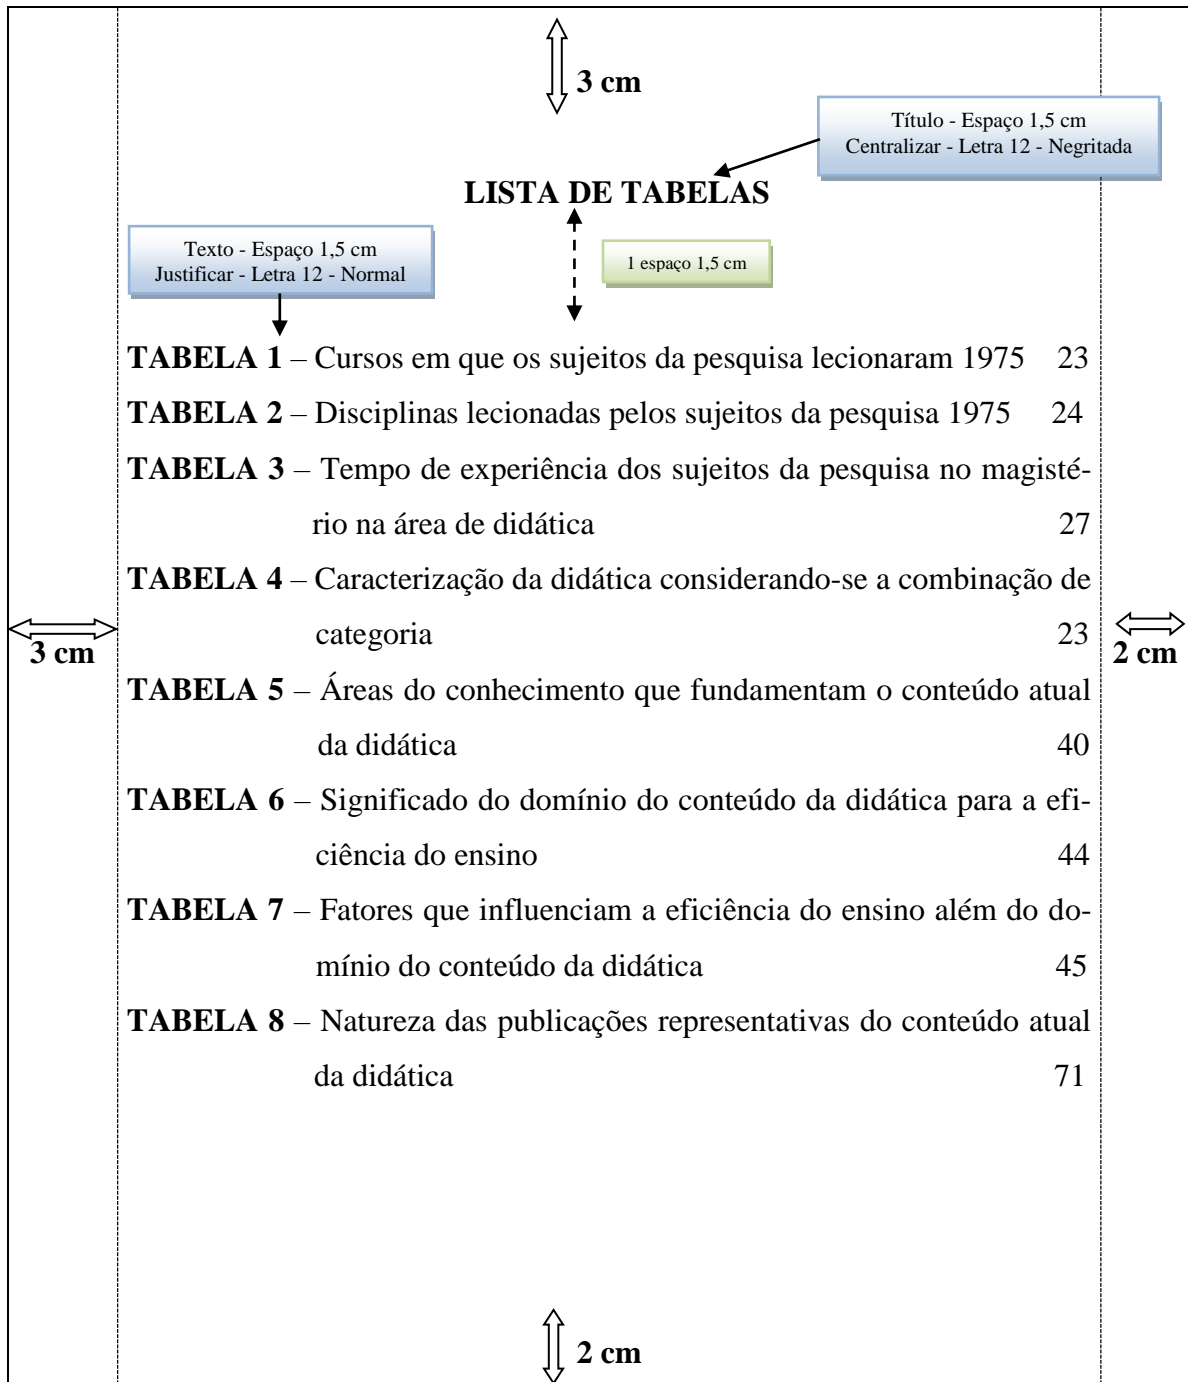 3 cm
Título - Espaço 1,5 cm
Centralizar - Letra 12 - Negritada
LISTA DE TABELAS
Texto - Espaço 1,5 cm
Justificar - Letra 12 - Normal
1 espaço 1,5 cm
TABELA 1 – Cursos em que os sujeitos da pesquisa lecionaram 1975 23
TABELA 2 – Disciplinas lecionadas pelos sujeitos da pesquisa 1975 24
TABELA 3 – Tempo de experiência dos sujeitos da pesquisa no magisté-
rio na área de didática 27
TABELA 4 – Caracterização da didática considerando-se a combinação de
categoria 23
3 cm
2 cm
TABELA 5 – Áreas do conhecimento que fundamentam o conteúdo atual
da didática 40
TABELA 6 – Significado do domínio do conteúdo da didática para a efi-
ciência do ensino 44
TABELA 7 – Fatores que influenciam a eficiência do ensino além do do-
mínio do conteúdo da didática 45
TABELA 8 – Natureza das publicações representativas do conteúdo atual
da didática 71
2 cm